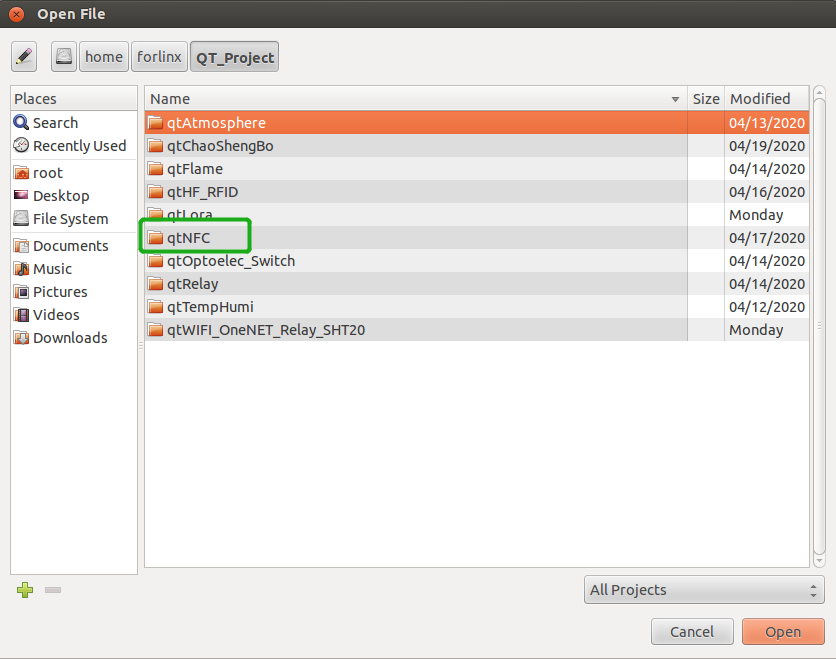 Open File
home forlinx QT_Project
Places
Search
Recently Used
root
Desktop
File System
Documents
Music
Pictures
Videos
Downloads
Name Size Modified
qtAtmosphere 04/13/2020
qtChaoShengBo 04/19/2020
qtFlame 04/14/2020
qtHF_RFID 04/16/2020
qtLora Monday
qtNFC 04/17/2020
qtOptoelec_Switch 04/14/2020
qtRelay 04/14/2020
qtTempHumi 04/12/2020
qtWIFI_OneNET_Relay_SHT20 Monday
All Projects
Cancel Open